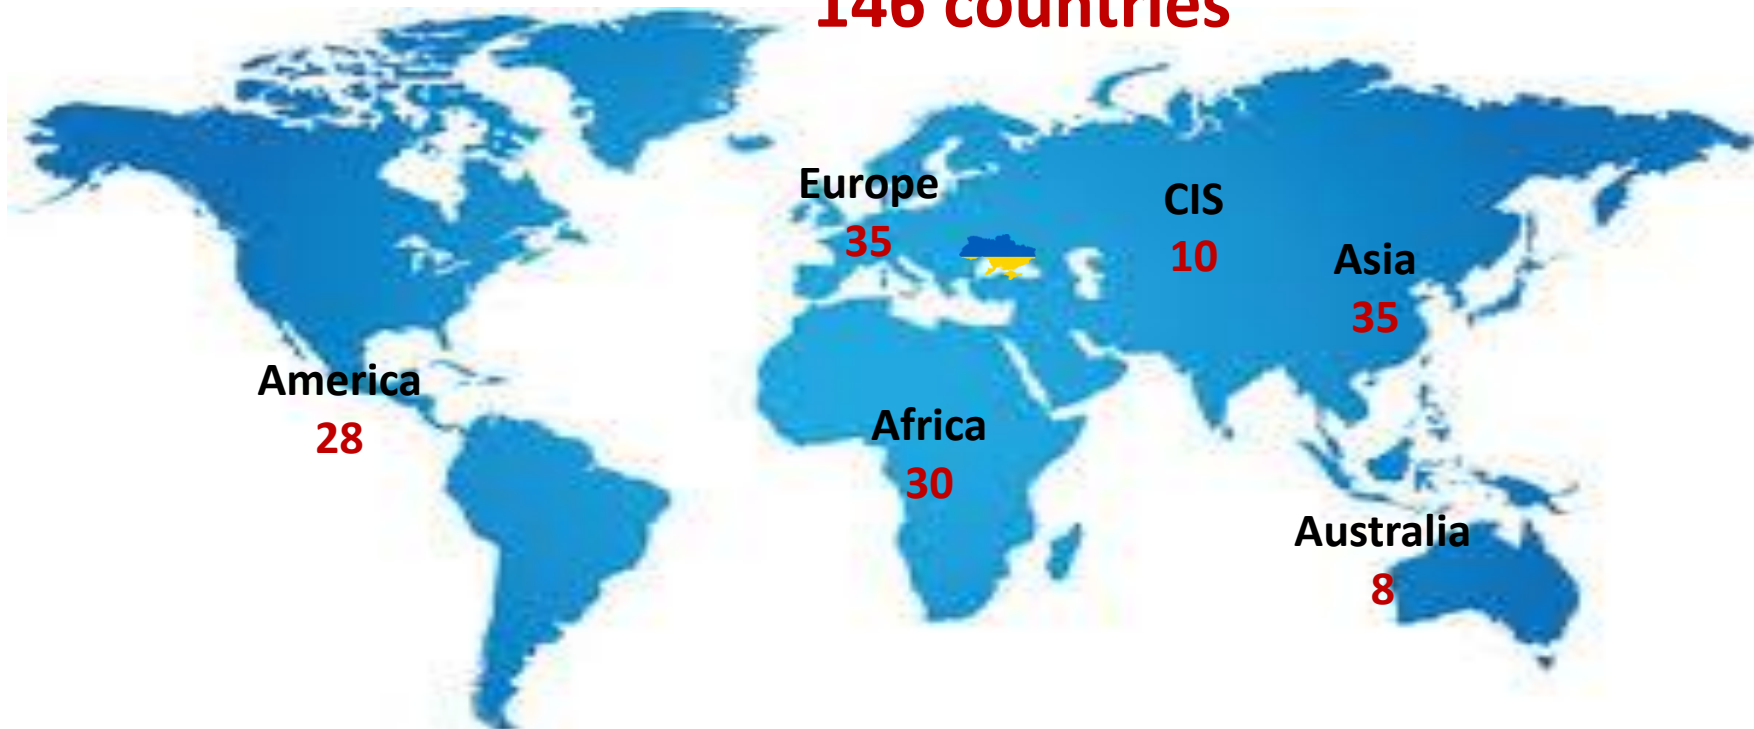 146 countries
Europe
35
CIS
10
Asia
35
America
28
Africa
30
Australia
8